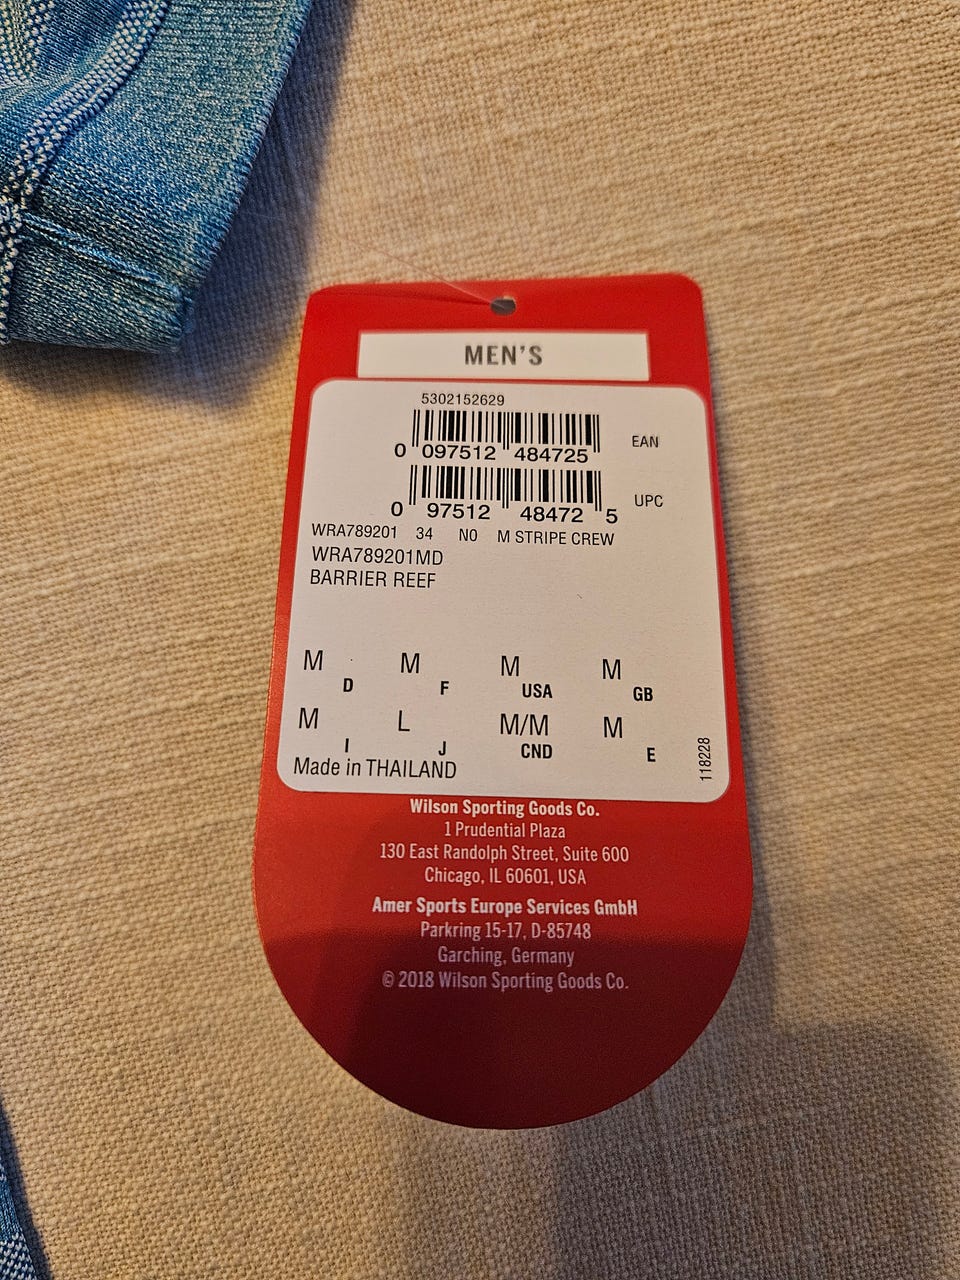 MEN'S
5302152629
0 097512 484725 EAN
0 97512 48472 5 UPC
WRA789201 34 N0 M STRIPE CREW
WRA789201MD
BARRIER REEF
M D M F M USA M GB
M I L J M/M CND M E
Made in THAILAND
118228
Wilson Sporting Goods Co.
1 Prudential Plaza
130 East Randolph Street, Suite 600
Chicago, IL 60601, USA
Amer Sports Europe Services GmbH
Parkring 15-17, D-85748
Garching, Germany
© 2018 Wilson Sporting Goods Co.